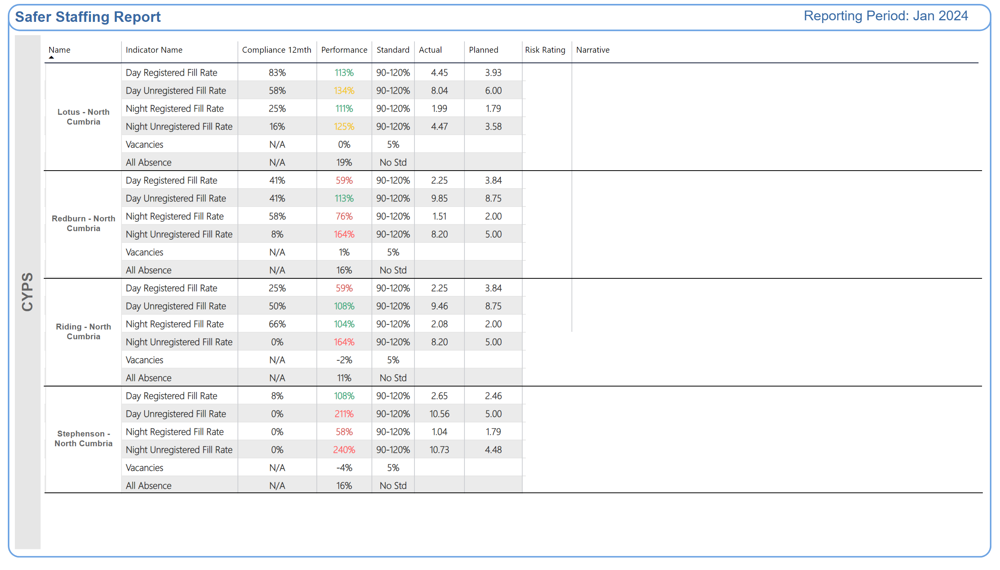 Safer Staffing Report
Reporting Period: Jan 2024
CYPS
Name Indicator Name Compliance 12mth Performance Standard Actual Planned Risk Rating Narrative
Lotus - North
Cumbria
Day Registered Fill Rate 83% 113% 90-120% 4.45 3.93
Day Unregistered Fill Rate 58% 134% 90-120% 8.04 6.00
Night Registered Fill Rate 25% 111% 90-120% 1.99 1.79
Night Unregistered Fill Rate 16% 125% 90-120% 4.47 3.58
Vacancies N/A 0% 5%
All Absence N/A 19% No Std
Redburn - North
Cumbria
Day Registered Fill Rate 41% 59% 90-120% 2.25 3.84
Day Unregistered Fill Rate 41% 113% 90-120% 9.85 8.75
Night Registered Fill Rate 58% 76% 90-120% 1.51 2.00
Night Unregistered Fill Rate 8% 164% 90-120% 8.20 5.00
Vacancies N/A 1% 5%
All Absence N/A 16% No Std
Riding - North
Cumbria
Day Registered Fill Rate 25% 59% 90-120% 2.25 3.84
Day Unregistered Fill Rate 50% 108% 90-120% 9.46 8.75
Night Registered Fill Rate 66% 104% 90-120% 2.08 2.00
Night Unregistered Fill Rate 0% 164% 90-120% 8.20 5.00
Vacancies N/A -2% 5%
All Absence N/A 11% No Std
Stephenson -
North Cumbria
Day Registered Fill Rate 8% 108% 90-120% 2.65 2.46
Day Unregistered Fill Rate 0% 211% 90-120% 10.56 5.00
Night Registered Fill Rate 0% 58% 90-120% 1.04 1.79
Night Unregistered Fill Rate 0% 240% 90-120% 10.73 4.48
Vacancies N/A -4% 5%
All Absence N/A 16% No Std